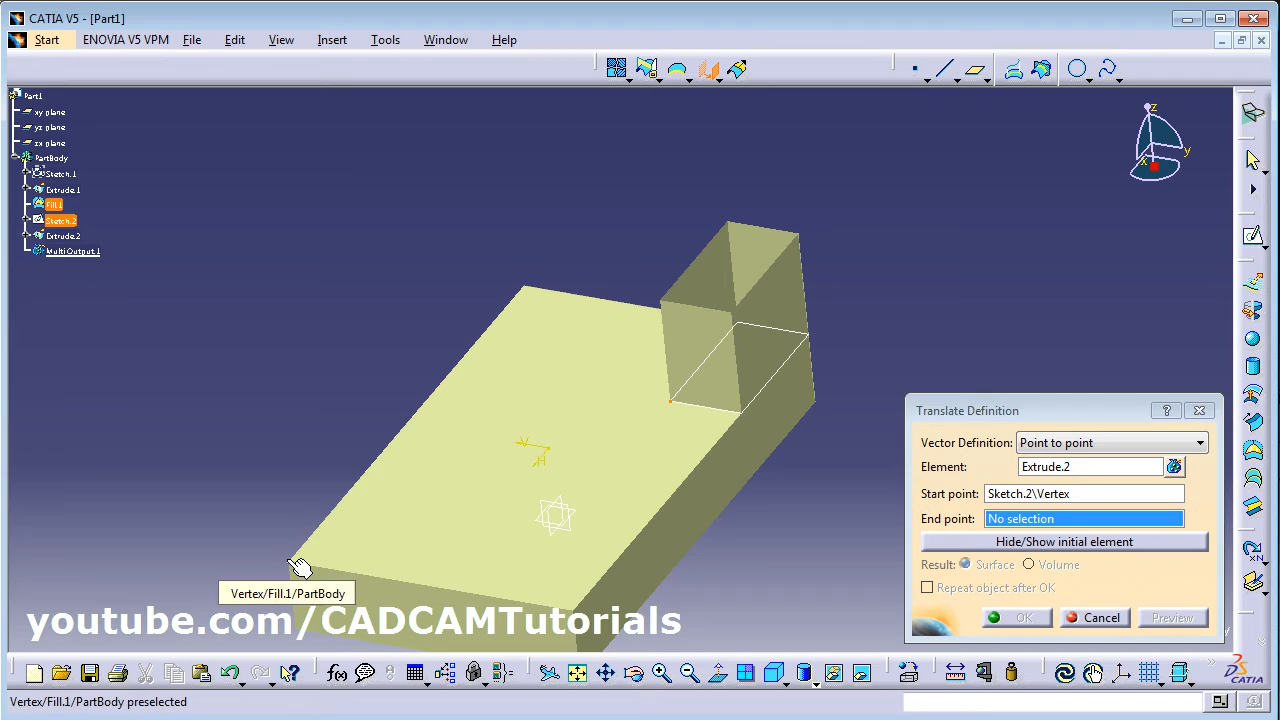 CATIA V5 - [Part1]
Start ENOVIA V5 VPM File Edit View Insert Tools Window Help
Part1
xy plane
yz plane
zx plane
PartBody
Sketch.1
Extrude.1
Fill.1
Sketch.2
Extrude.2
MultiOutput.1
z
y
x
V
H
Translate Definition
?
Vector Definition: Point to point
Element: Extrude.2
Start point: Sketch.2\Vertex
End point: No selection
Hide/Show initial element
Result: Surface Volume
Repeat object after OK
OK Cancel Preview
Vertex/Fill.1/PartBody
youtube.com/CADCAMTutorials
CATIA
Vertex/Fill.1/PartBody preselected